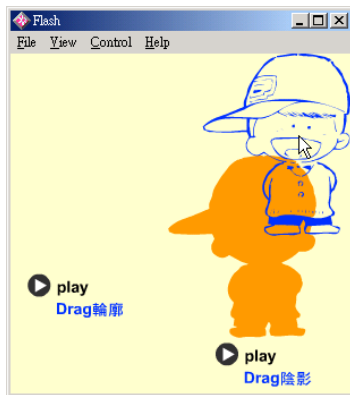 Flash
File View Control Help
play
Drag輪廓
play
Drag陰影